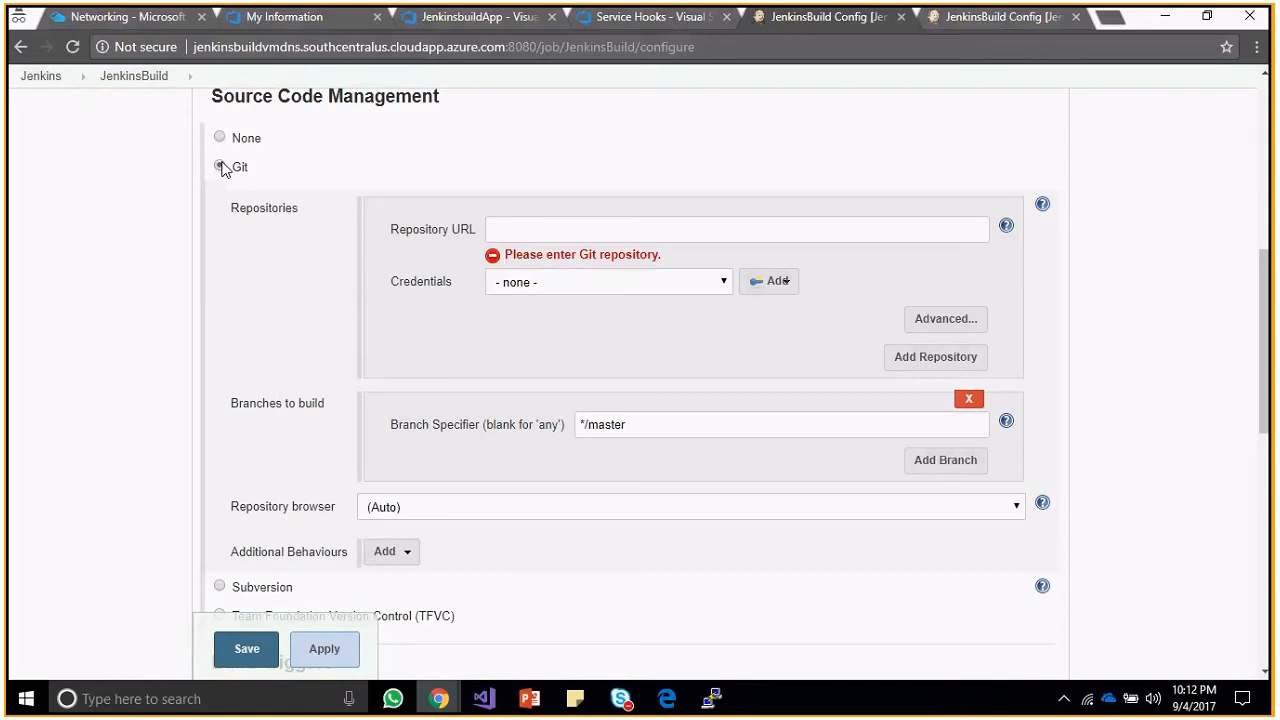 Networking - Microsoft
My Information
JenkinsbuildApp - Visua
Service Hooks - Visual S
JenkinsBuild Config [Jen
JenkinsBuild Config [Jen
Not secure
jenkinsbuildvmdns.southcentralus.cloudapp.azure.com:8080/job/JenkinsBuild/configure
Jenkins
JenkinsBuild
Source Code Management
None
Git
Repositories
Repository URL
Please enter Git repository.
Credentials
- none -
Add
Advanced...
Add Repository
Branches to build
X
Branch Specifier (blank for 'any')
*/master
Add Branch
Repository browser
(Auto)
Additional Behaviours
Add
Subversion
Team Foundation Version Control (TFVC)
Save
Apply
Type here to search
10:12 PM
9/4/2017